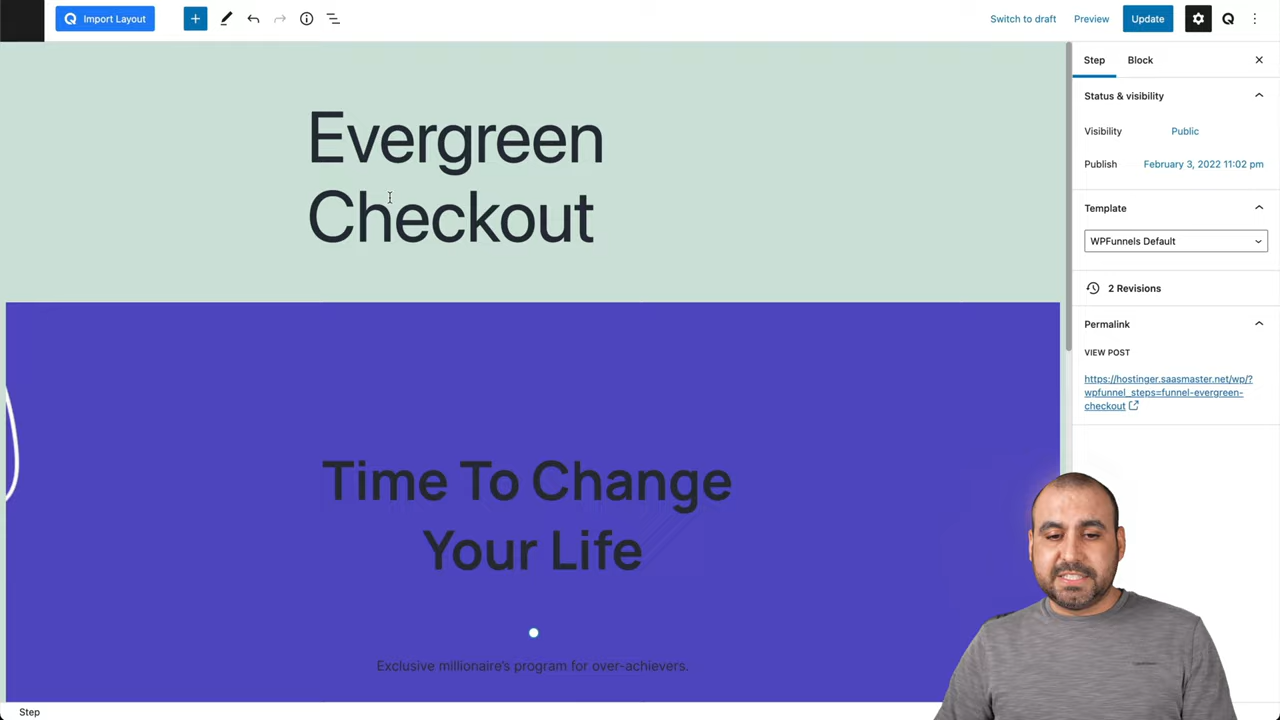 Import Layout
Switch to draft
Preview
Update
Evergreen
Checkout
Time To Change
Your Life
Exclusive millionaire's program for over-achievers.
Step
Block
Status & visibility
Visibility
Public
Publish
February 3, 2022 11:02 pm
Template
WPFunnels Default
2 Revisions
Permalink
VIEW POST
https://hostinger.saasmaster.net/wp/?
wpfunnel_steps=funnel-evergreen-
checkout
Step